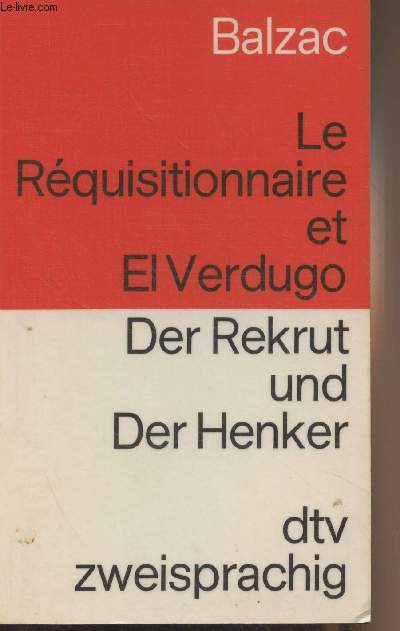 Le-livre.com
Balzac
Le
Réquisitionnaire
et
El Verdugo
Der Rekrut
und
Der Henker
dtv
zweisprachig